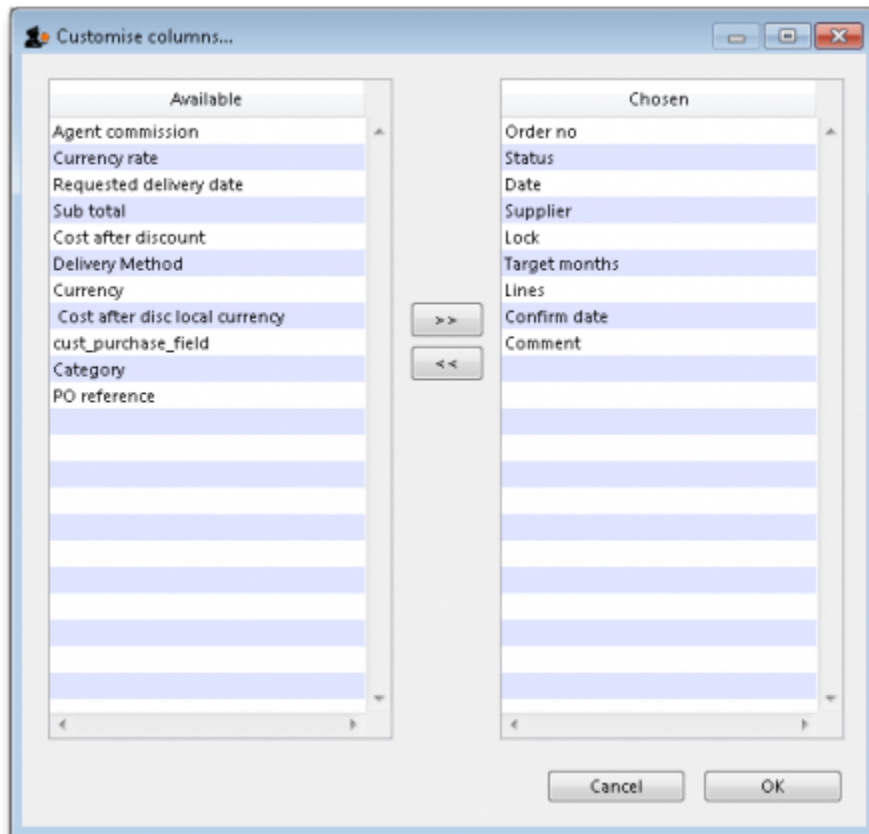 Customise columns...
Available
Agent commission
Currency rate
Requested delivery date
Sub total
Cost after discount
Delivery Method
Currency
Cost after disc local currency
cust_purchase_field
Category
PO reference
>>
<<
Chosen
Order no
Status
Date
Supplier
Lock
Target months
Lines
Confirm date
Comment
Cancel
OK